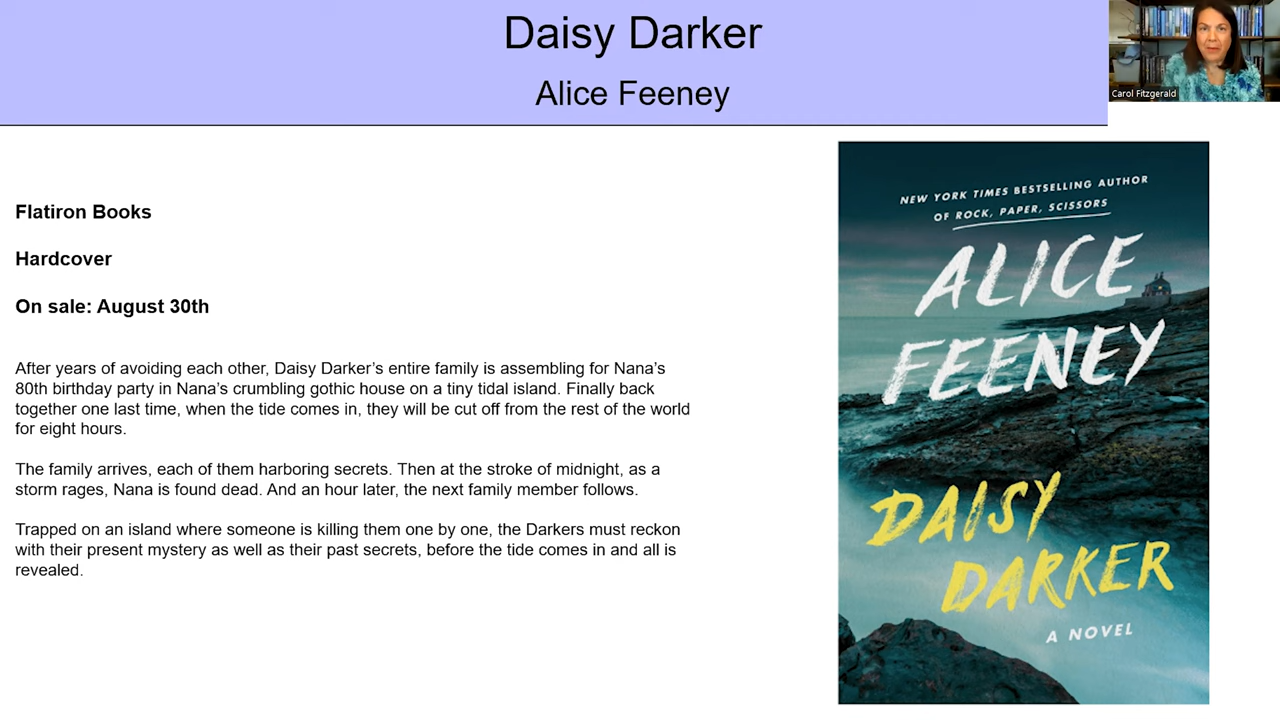 Daisy Darker
Alice Feeney
Carol Fitzgerald
Flatiron Books
Hardcover
On sale: August 30th
After years of avoiding each other, Daisy Darker’s entire family is assembling for Nana’s
80th birthday party in Nana’s crumbling gothic house on a tiny tidal island. Finally back
together one last time, when the tide comes in, they will be cut off from the rest of the world
for eight hours.
The family arrives, each of them harboring secrets. Then at the stroke of midnight, as a
storm rages, Nana is found dead. And an hour later, the next family member follows.
Trapped on an island where someone is killing them one by one, the Darkers must reckon
with their present mystery as well as their past secrets, before the tide comes in and all is
revealed.
NEW YORK TIMES BESTSELLING AUTHOR
OF ROCK, PAPER, SCISSORS
ALICE
FEENEY
DAISY
DARKER
A NOVEL